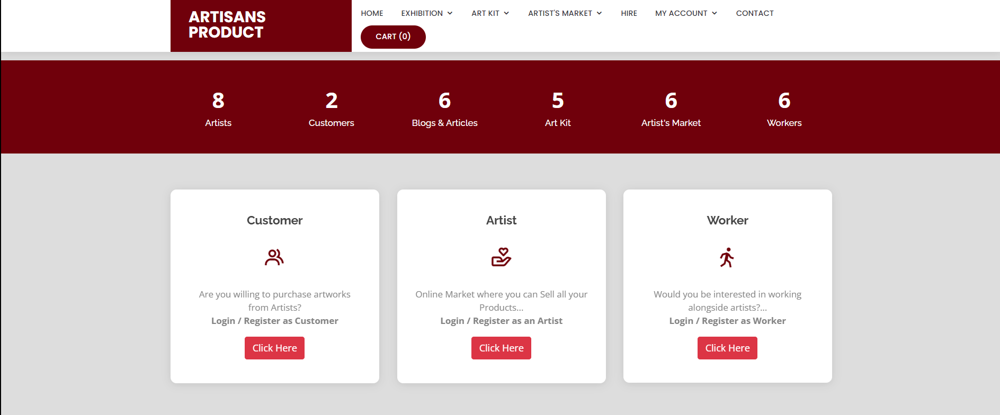 ARTISANS
PRODUCT
HOME EXHIBITION ART KIT ARTIST'S MARKET HIRE MY ACCOUNT CONTACT
CART (0)
8 2 6 5 6 6
Artists Customers Blogs & Articles Art Kit Artist's Market Workers
Customer
Are you willing to purchase artworks
from Artists?
Login / Register as Customer
Click Here
Artist
Online Market where you can Sell all your
Products...
Login / Register as an Artist
Click Here
Worker
Would you be interested in working
alongside artists?...
Login / Register as Worker
Click Here